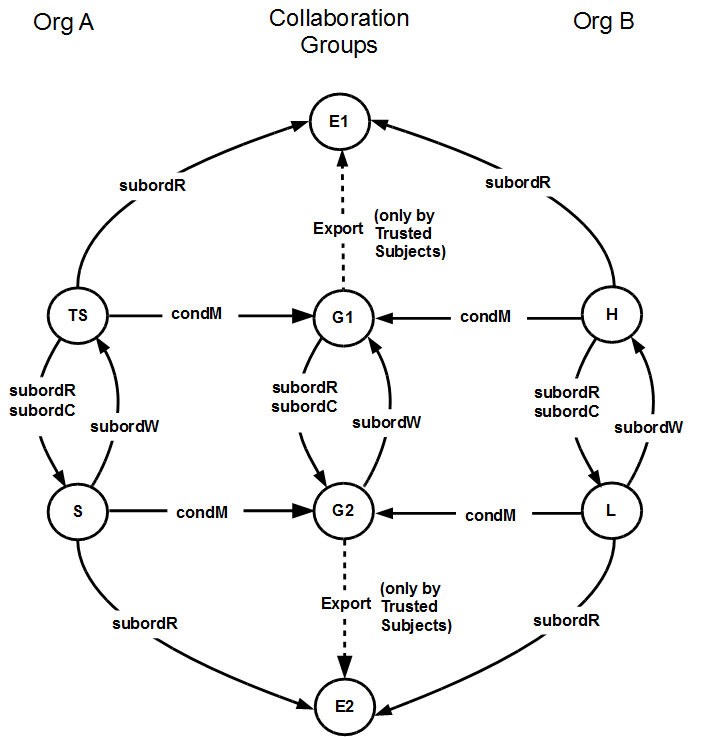 Org A
Collaboration
Groups
Org B
E1
subordR
subordR
Export
(only by
Trusted
Subjects)
TS
condM
G1
condM
H
subordR
subordC
subordW
subordR
subordC
subordW
subordR
subordC
subordW
S
condM
G2
condM
L
Export
(only by
Trusted
Subjects)
subordR
subordR
E2